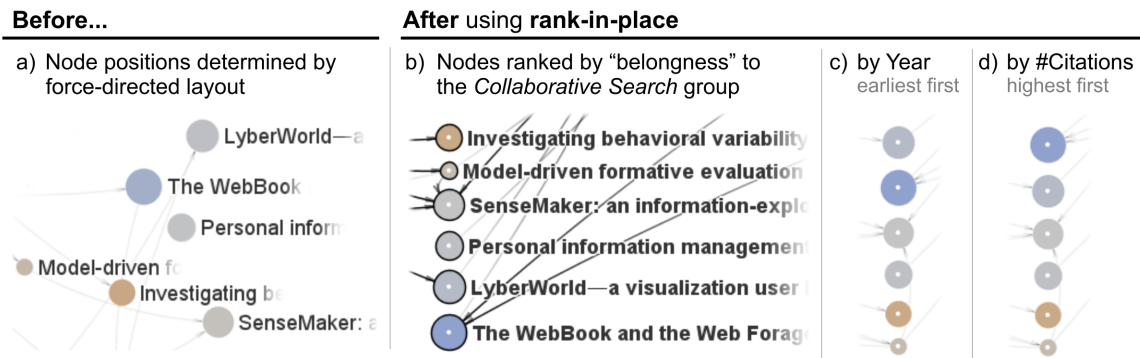 Before...
After using rank-in-place
a) Node positions determined by
force-directed layout
LyberWorld—a
The WebBook
Personal inform
Model-driven fo
Investigating be
SenseMaker: a
b) Nodes ranked by “belongness” to
the Collaborative Search group
Investigating behavioral variability
Model-driven formative evaluation
SenseMaker: an information-explo
Personal information management
LyberWorld—a visualization user
The WebBook and the Web Forage
c) by Year
earliest first
d) by #Citations
highest first